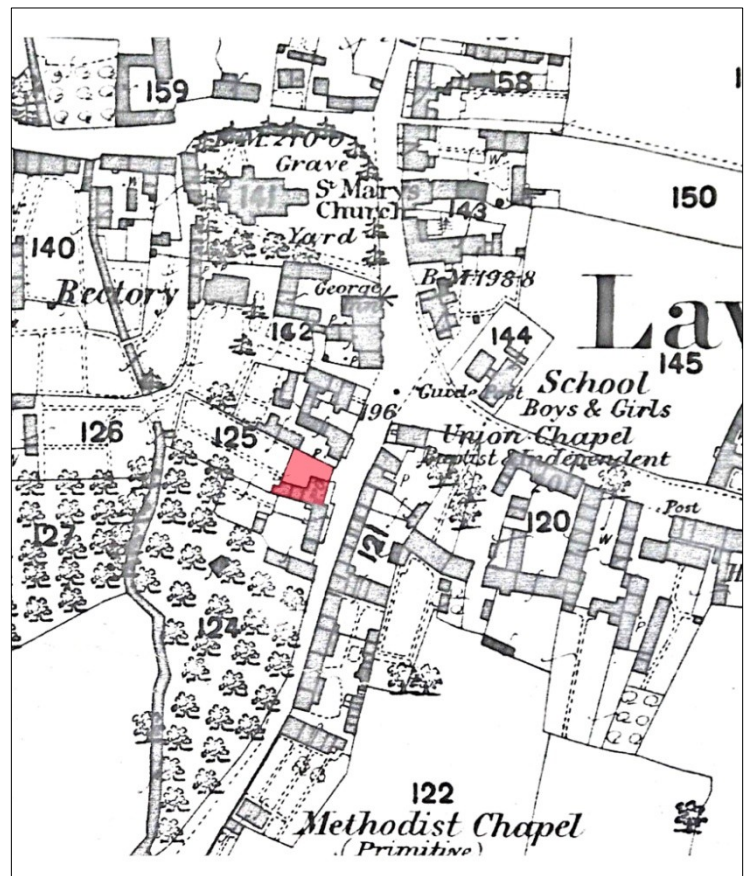 158
159
B.M. 210·0
Grave
St Mary's
Church
141
Yard
W
143
150
140
Rectory
P
George
B.M. 198·8
162
P
144
Lav
145
School
Boys & Girls
196
Guide Post
Union Chapel
Baptist & Independent
126
125
P
P
W
127
121
120
W
Post
H
P
124
122
Methodist Chapel
(Primitive)